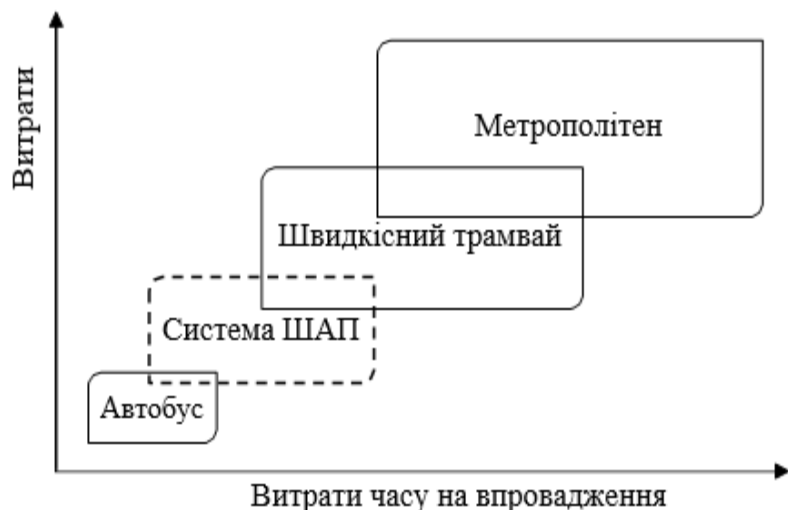 Витрати
Метрополітен
Швидкісний трамвай
Система ШАП
Автобус
Витрати часу на впровадження